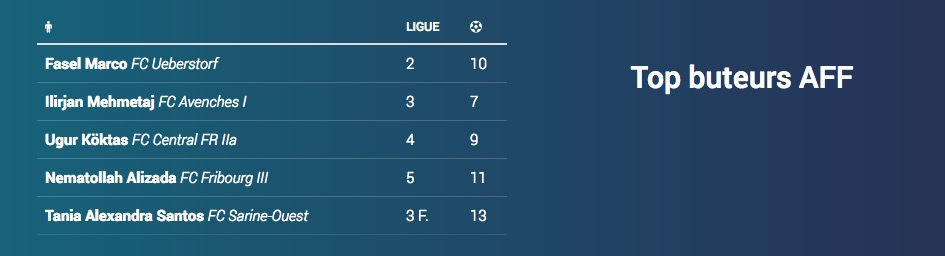 LIGUE
Fasel Marco FC Ueberstorf 2 10
Ilirjan Mehmetaj FC Avenches I 3 7
Ugur Köktas FC Central FR IIa 4 9
Nematollah Alizada FC Fribourg III 5 11
Tania Alexandra Santos FC Sarine-Ouest 3 F. 13
Top buteurs AFF